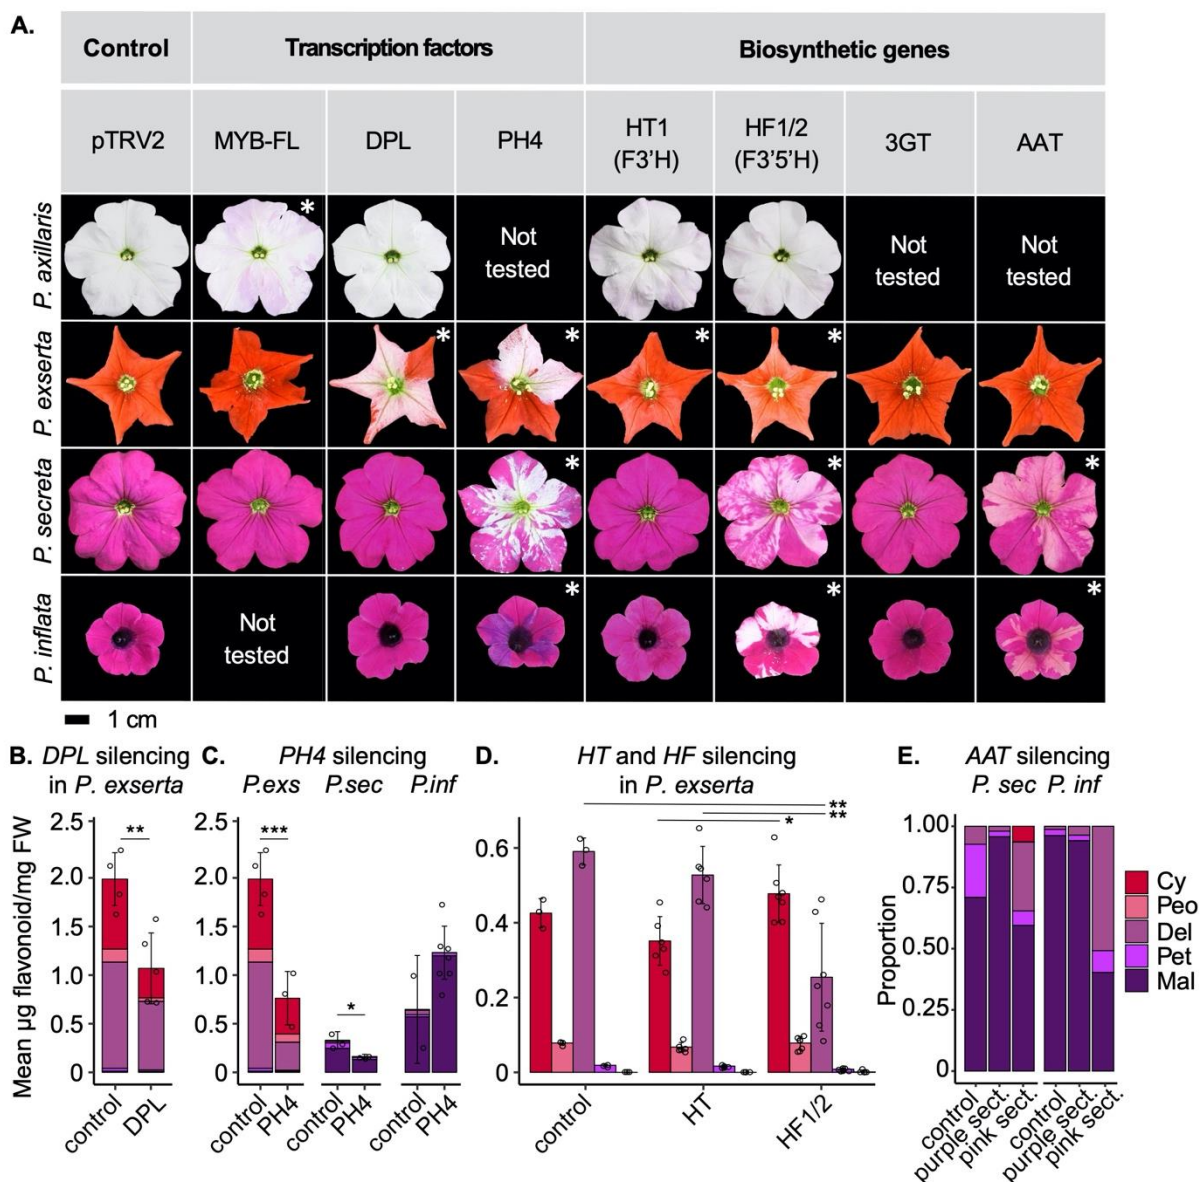 A.
Control
Transcription factors
Biosynthetic genes
pTRV2
MYB-FL
DPL
PH4
HT1
(F3'H)
HF1/2
(F3'5'H)
3GT
AAT
P. axillaris
*
Not
tested
Not
tested
Not
tested
P. exserta
*
*
*
*
P. secreta
*
*
*
P. inflata
Not
tested
*
*
*
1 cm
B. DPL silencing
in P. exserta
Mean µg flavonoid/mg FW
2.5
2.0
1.0
0.5
0
**
control
DPL
C. PH4 silencing
P.exs P.sec P.inf
2.5
2.0
1.0
0.5
0
***
*
control
PH4
control
PH4
control
PH4
D. HT and HF silencing
in P. exserta
**
**
*
0.6
0.4
0.2
0
control
HT
HF1/2
E. AAT silencing
P. sec P. inf
Proportion
1.00
0.75
0.50
0.25
0
control
purple sect.
pink sect.
control
purple sect.
pink sect.
Cy
Peo
Del
Pet
Mal